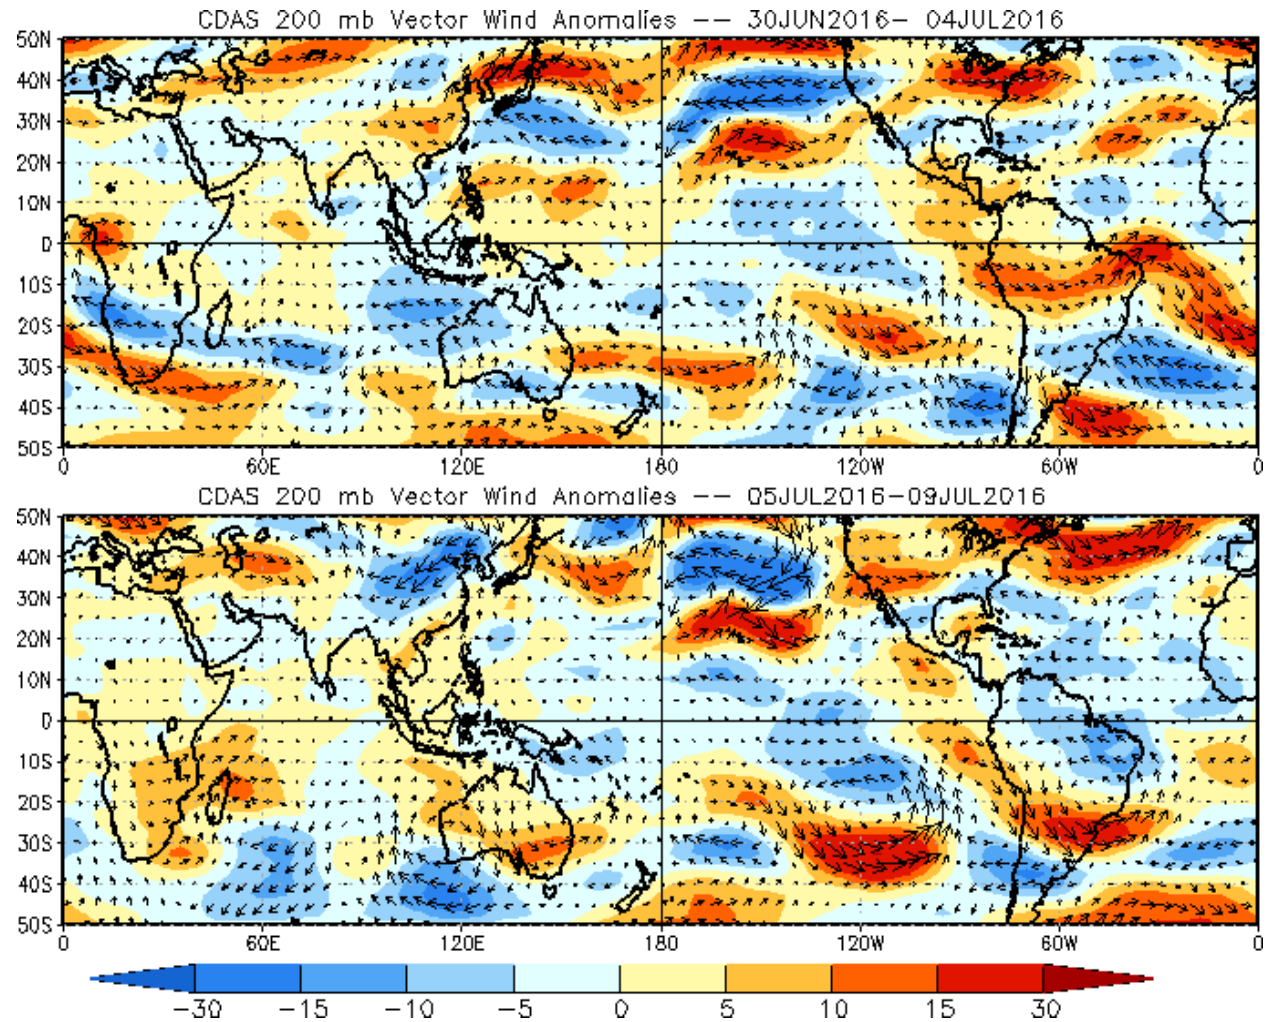 CDAS 200 mb Vector Wind Anomalies -- 30JUN2016- 04JUL2016
50N
40N
30N
20N
10N
0
10S
20S
30S
40S
50S
0 60E 120E 180 120W 60W 0
CDAS 200 mb Vector Wind Anomalies -- 05JUL2016-09JUL2016
50N
40N
30N
20N
10N
0
10S
20S
30S
40S
50S
0 60E 120E 180 120W 60W 0
-30 -15 -10 -5 0 5 10 15 30